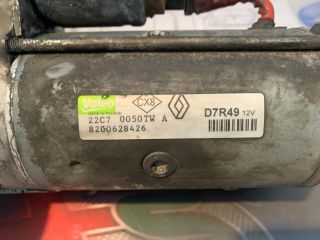 Valeo
CX8
D7R49 12V
22C7 0050TW A
8200628426